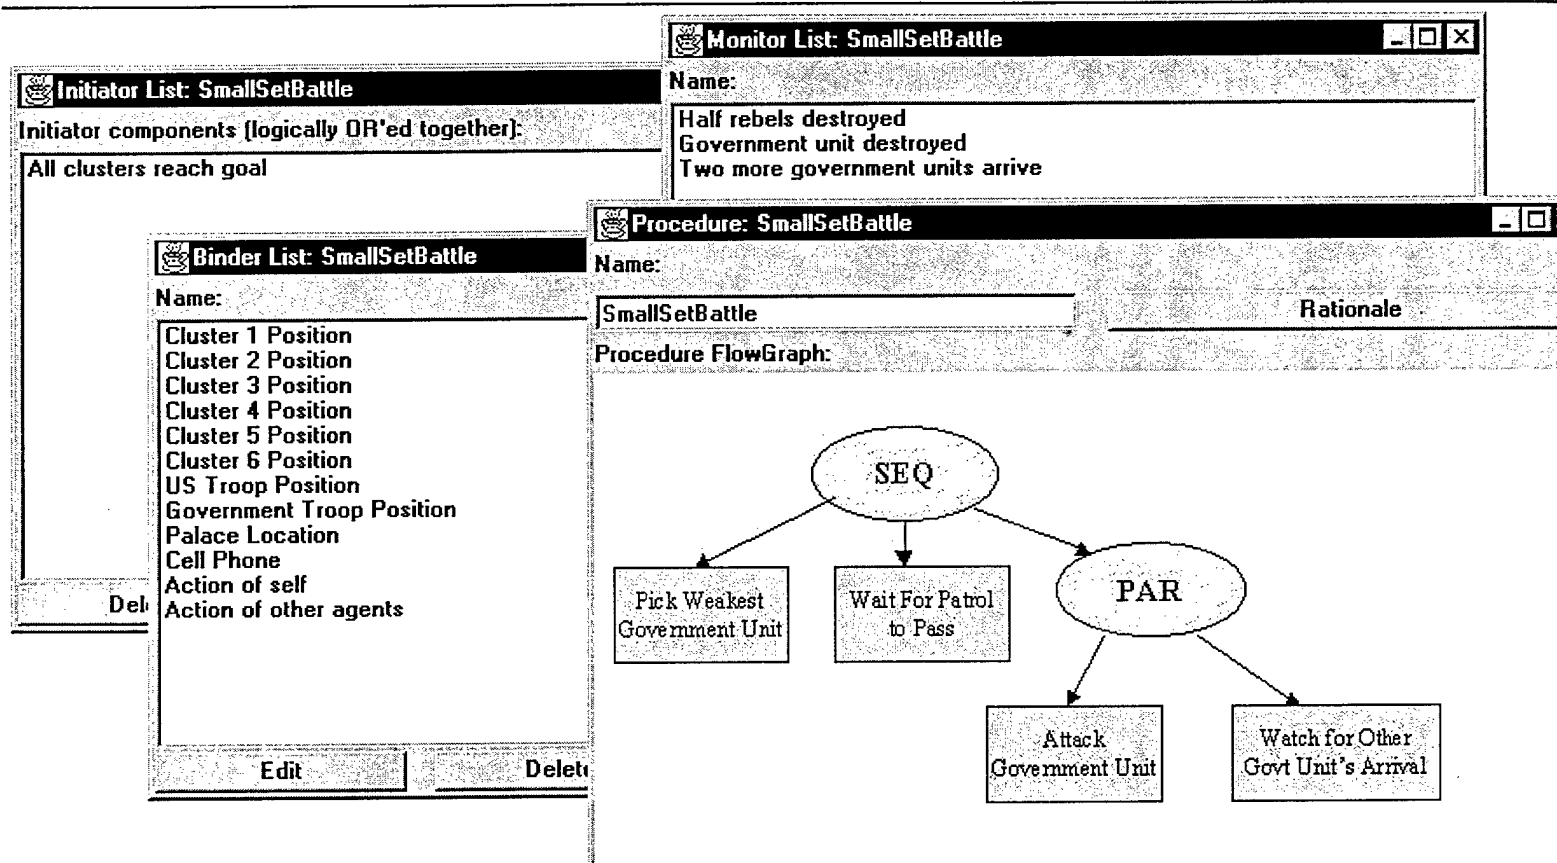 Monitor List: SmallSetBattle
Name:
Half rebels destroyed
Government unit destroyed
Two more government units arrive
Initiator List: SmallSetBattle
Initiator components (logically OR'ed together):
All clusters reach goal
Del
Binder List: SmallSetBattle
Name:
Cluster 1 Position
Cluster 2 Position
Cluster 3 Position
Cluster 4 Position
Cluster 5 Position
Cluster 6 Position
US Troop Position
Government Troop Position
Palace Location
Cell Phone
Action of self
Action of other agents
Edit
Delete
Procedure: SmallSetBattle
Name:
SmallSetBattle
Rationale
Procedure FlowGraph:
SEQ
Pick Weakest
Government Unit
Wait For Patrol
to Pass
PAR
Attack
Government Unit
Watch for Other
Govt Unit's Arrival